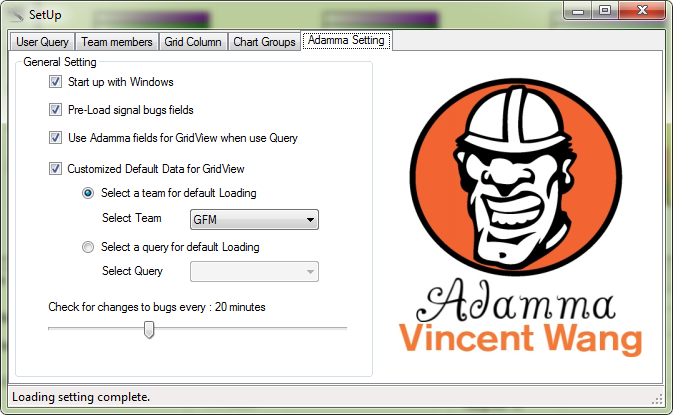 SetUp
User Query Team members Grid Column Chart Groups Adamma Setting
General Setting
Start up with Windows
Pre-Load signal bugs fields
Use Adamma fields for GridView when use Query
Customized Default Data for GridView
Select a team for default Loading
Select Team GFM
Select a query for default Loading
Select Query
Check for changes to bugs every : 20 minutes
Adamma
Vincent Wang
Loading setting complete.